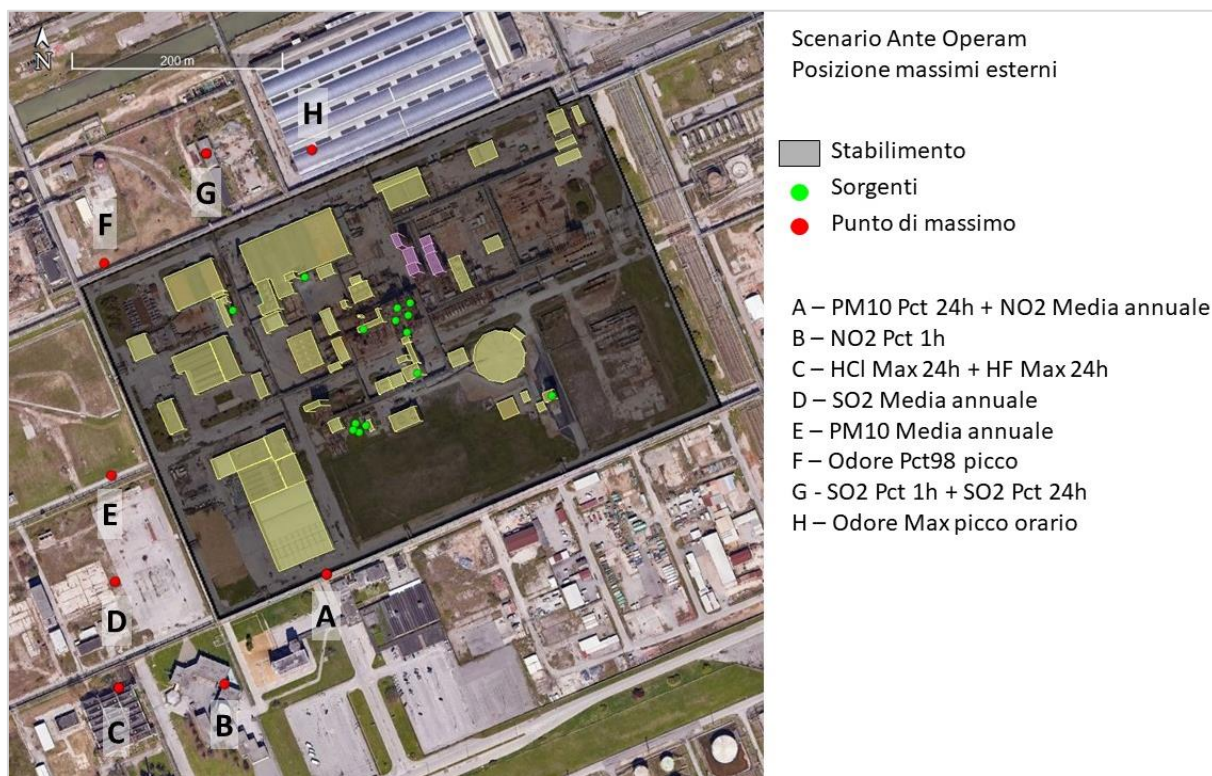 N
200 m
H
G
F
E
D
A
C
B
Scenario Ante Operam
Posizione massimi esterni
Stabilimento
Sorgenti
Punto di massimo
A – PM10 Pct 24h + NO2 Media annuale
B – NO2 Pct 1h
C – HCl Max 24h + HF Max 24h
D – SO2 Media annuale
E – PM10 Media annuale
F – Odore Pct98 picco
G - SO2 Pct 1h + SO2 Pct 24h
H – Odore Max picco orario